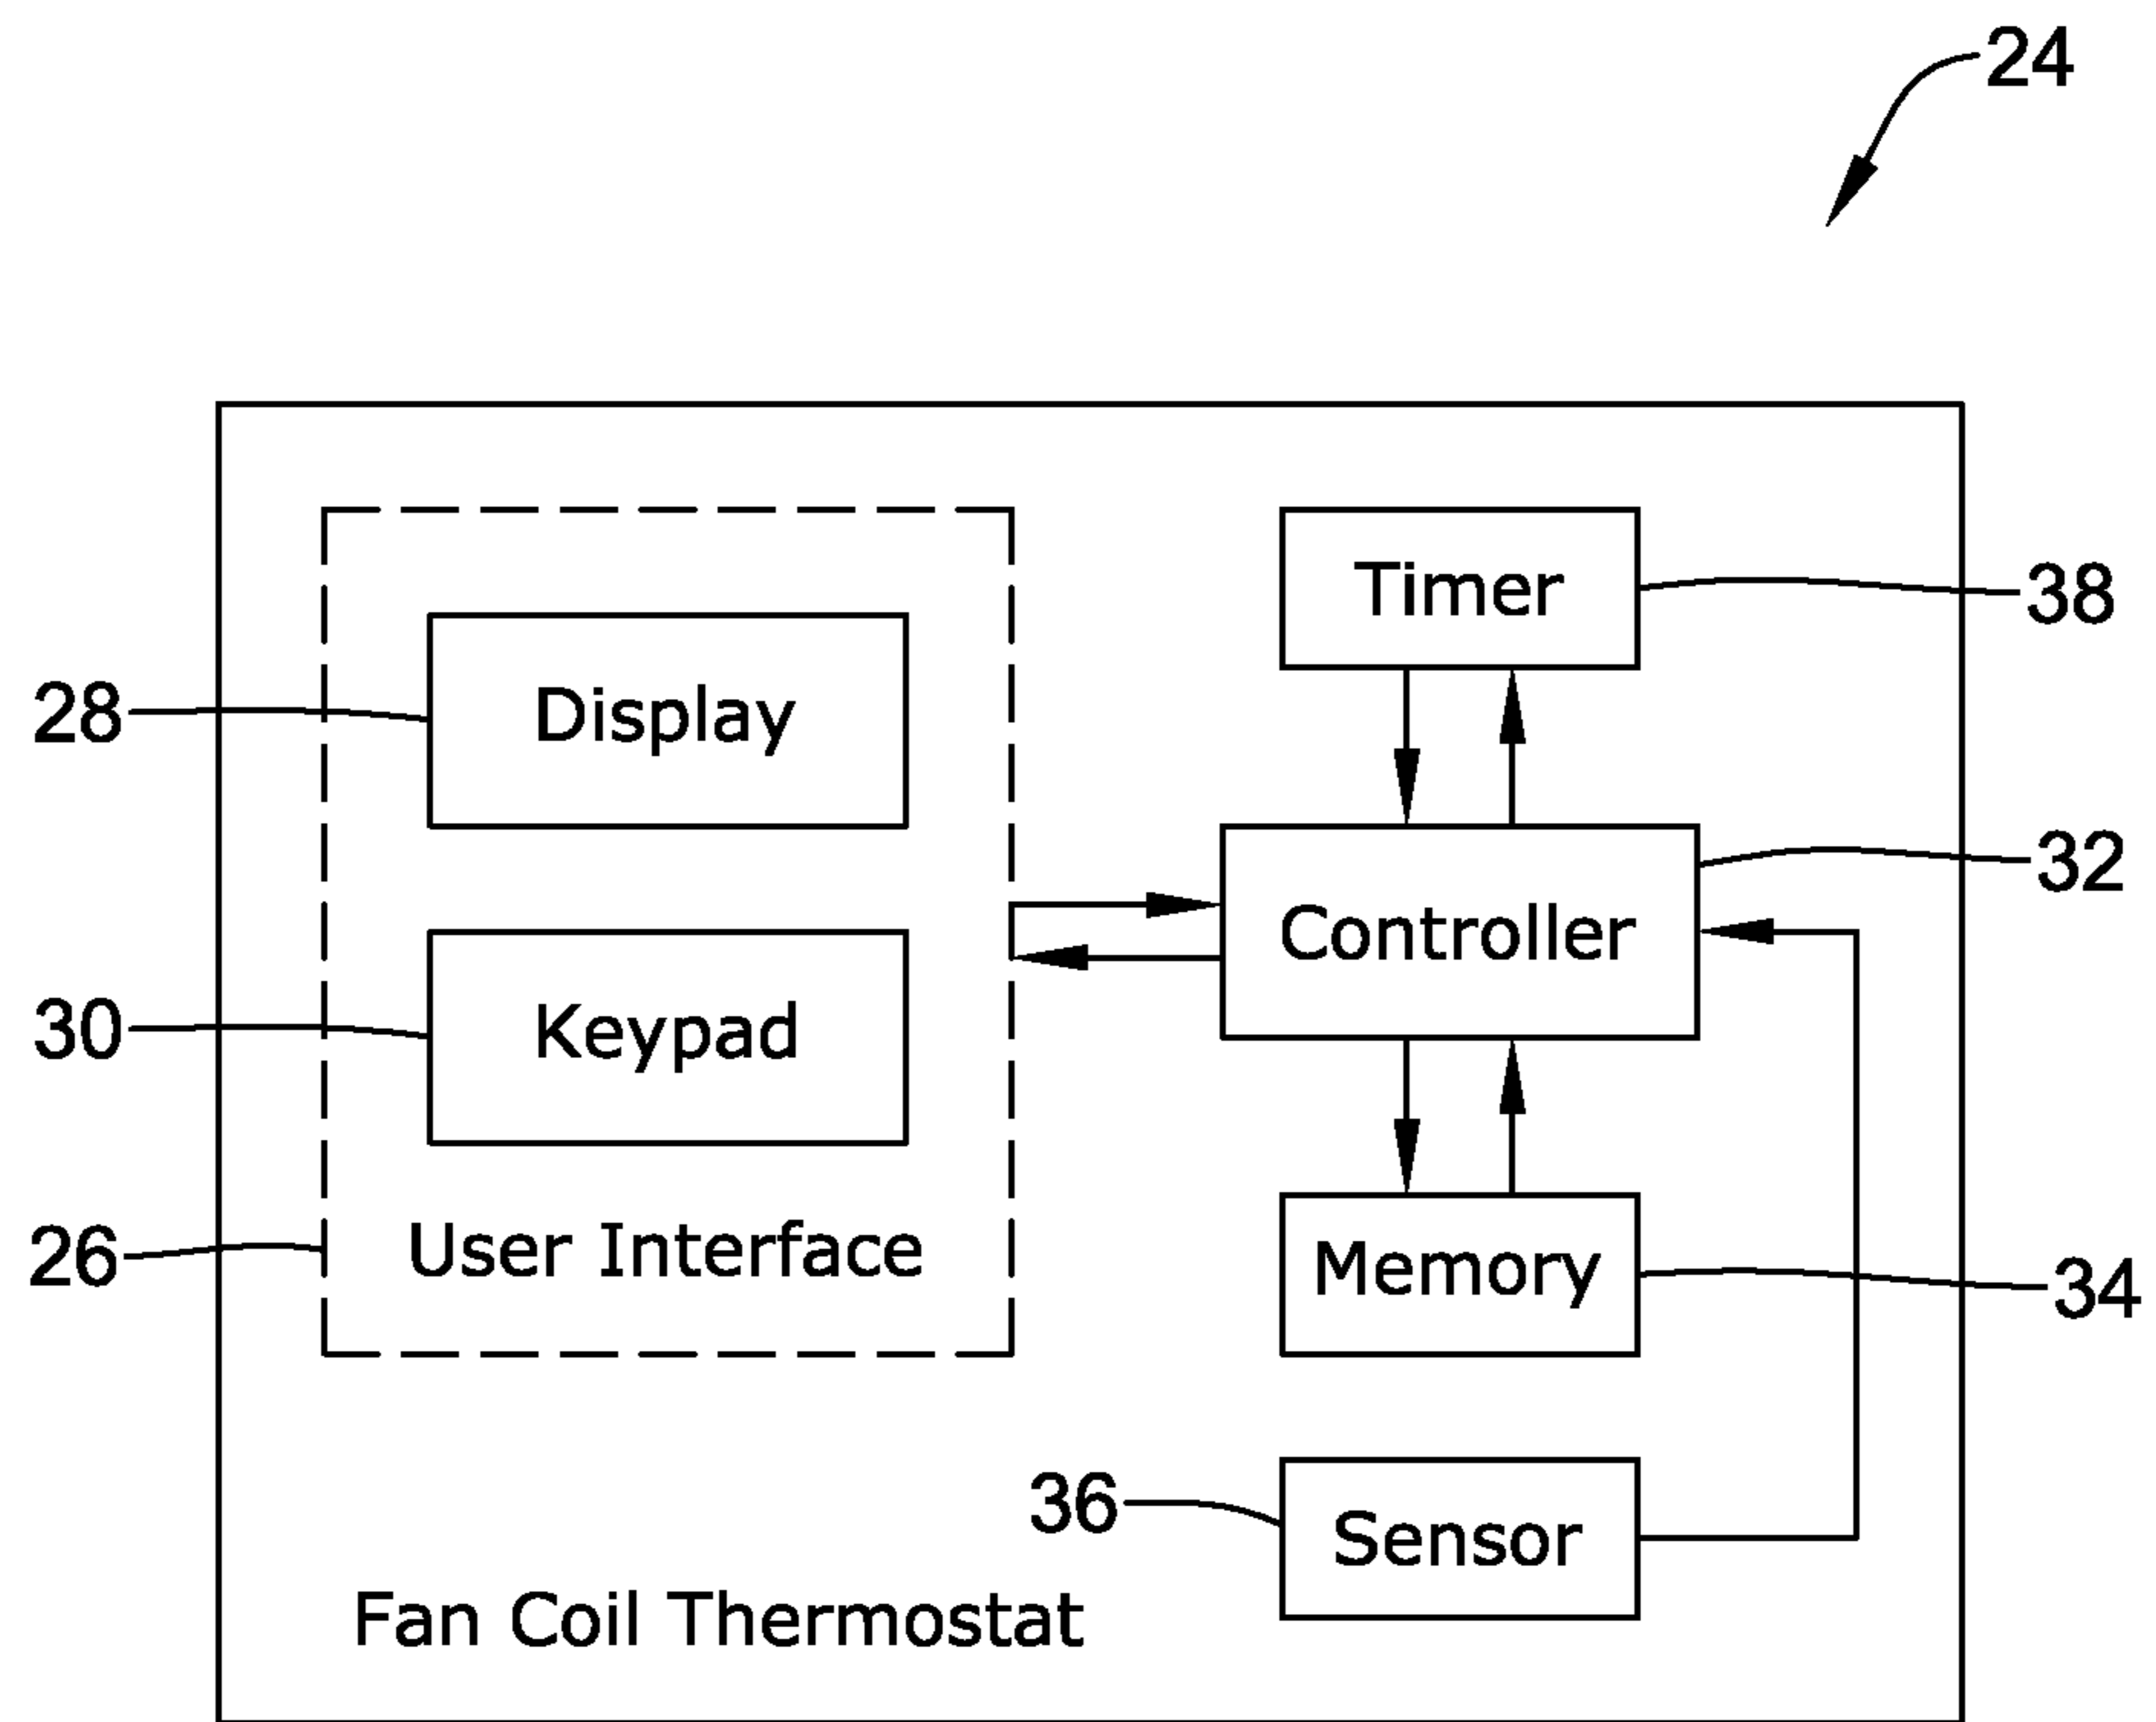 24
Timer
38
Display
28
32
Controller
Keypad
30
User Interface
26
Memory
34
36
Sensor
Fan Coil Thermostat